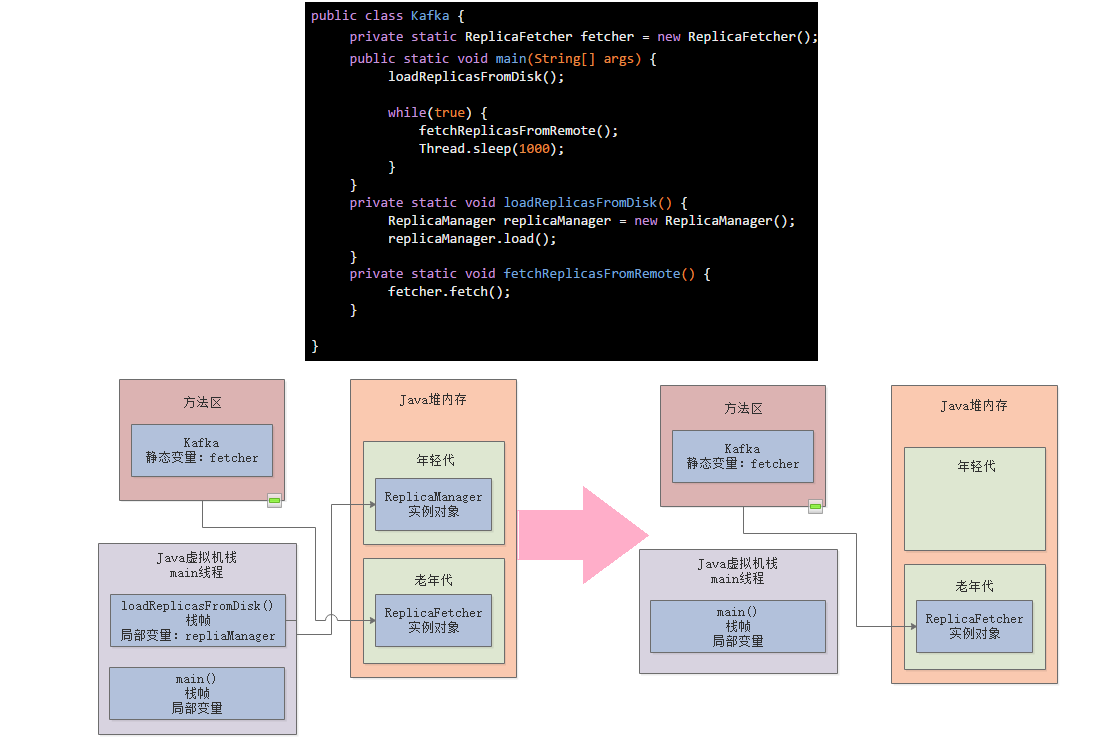 public class Kafka {
private static ReplicaFetcher fetcher = new ReplicaFetcher();
public static void main(String[] args) {
loadReplicasFromDisk();
while(true) {
fetchReplicasFromRemote();
Thread.sleep(1000);
}
}
private static void loadReplicasFromDisk() {
ReplicaManager replicaManager = new ReplicaManager();
replicaManager.load();
}
private static void fetchReplicasFromRemote() {
fetcher.fetch();
}
}
方法区
Kafka
静态变量：fetcher
Java虚拟机栈
main线程
loadReplicasFromDisk()
栈帧
局部变量：repliaManager
main()
栈帧
局部变量
Java堆内存
年轻代
ReplicaManager
实例对象
老年代
ReplicaFetcher
实例对象
方法区
Kafka
静态变量：fetcher
Java虚拟机栈
main线程
main()
栈帧
局部变量
Java堆内存
年轻代
老年代
ReplicaFetcher
实例对象